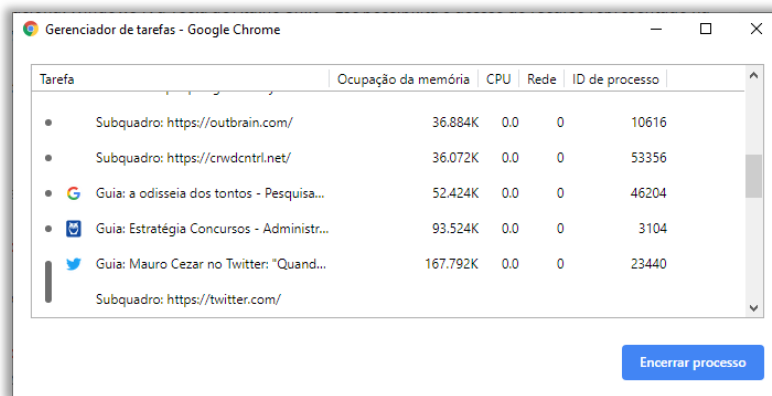 Gerenciador de tarefas - Google Chrome
Tarefa Ocupação da memória CPU Rede ID de processo
Subquadro: https://outbrain.com/ 36.884K 0.0 0 10616
Subquadro: https://crwdcntrl.net/ 36.072K 0.0 0 53356
Guia: a odisseia dos tontos - Pesquisa... 52.424K 0.0 0 46204
Guia: Estratégia Concursos - Administr... 93.524K 0.0 0 3104
Guia: Mauro Cezar no Twitter: "Quand... 167.792K 0.0 0 23440
Subquadro: https://twitter.com/
Encerrar processo